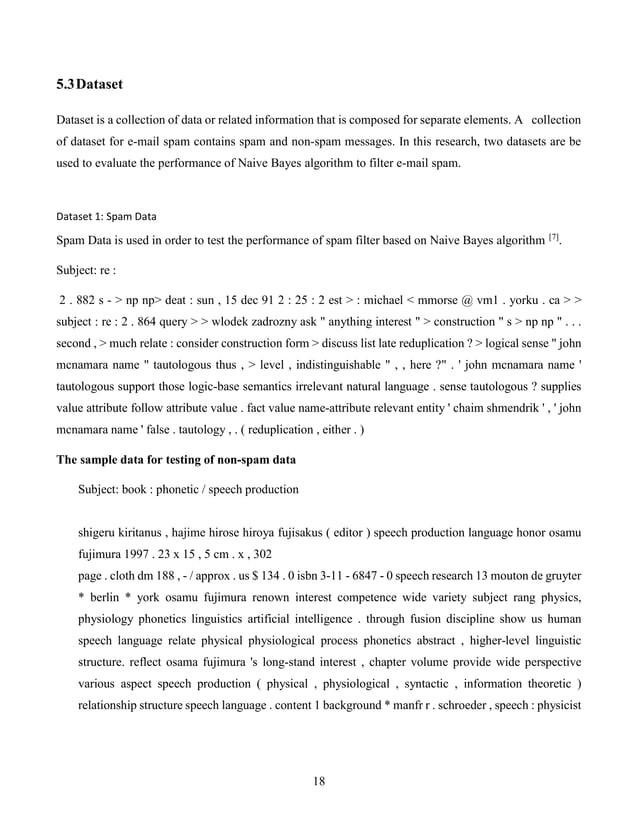 5.3Dataset
Dataset is a collection of data or related information that is composed for separate elements. A collection
of dataset for e-mail spam contains spam and non-spam messages. In this research, two datasets are be
used to evaluate the performance of Naive Bayes algorithm to filter e-mail spam.
Dataset 1: Spam Data
Spam Data is used in order to test the performance of spam filter based on Naive Bayes algorithm [7].
Subject: re :
2 . 882 s - > np np> deat : sun , 15 dec 91 2 : 25 : 2 est > : michael < mmorse @ vm1 . yorku . ca > >
subject : re : 2 . 864 query > > wlodek zadrozny ask " anything interest " > construction " s > np np " . . .
second , > much relate : consider construction form > discuss list late reduplication ? > logical sense " john
mcnamara name " tautologous thus , > level , indistinguishable " , , here ?" . ' john mcnamara name '
tautologous support those logic-base semantics irrelevant natural language . sense tautologous ? supplies
value attribute follow attribute value . fact value name-attribute relevant entity ' chaim shmendrik ' , ' john
mcnamara name ' false . tautology , . ( reduplication , either . )
The sample data for testing of non-spam data
Subject: book : phonetic / speech production
shigeru kiritanus , hajime hirose hiroya fujisakus ( editor ) speech production language honor osamu
fujimura 1997 . 23 x 15 , 5 cm . x , 302
page . cloth dm 188 , - / approx . us $ 134 . 0 isbn 3-11 - 6847 - 0 speech research 13 mouton de gruyter
* berlin * york osamu fujimura renown interest competence wide variety subject rang physics,
physiology phonetics linguistics artificial intelligence . through fusion discipline show us human
speech language relate physical physiological process phonetics abstract , higher-level linguistic
structure. reflect osama fujimura 's long-stand interest , chapter volume provide wide perspective
various aspect speech production ( physical , physiological , syntactic , information theoretic )
relationship structure speech language . content 1 background * manfr r . schroeder , speech : physicist
18